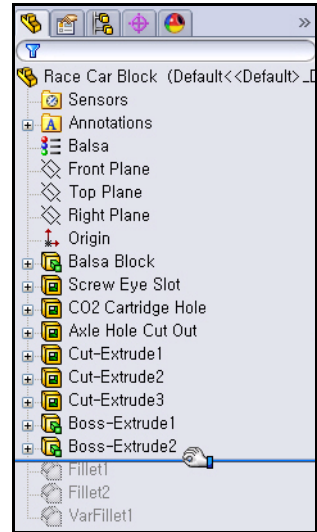 »
Race Car Block (Default<<Default>_D
Sensors
A Annotations
Balsa
Front Plane
Top Plane
Right Plane
Origin
Balsa Block
Screw Eye Slot
CO2 Cartridge Hole
Axle Hole Cut Out
Cut-Extrude1
Cut-Extrude2
Cut-Extrude3
Boss-Extrude1
Boss-Extrude2
Fillet1
Fillet2
VarFillet1